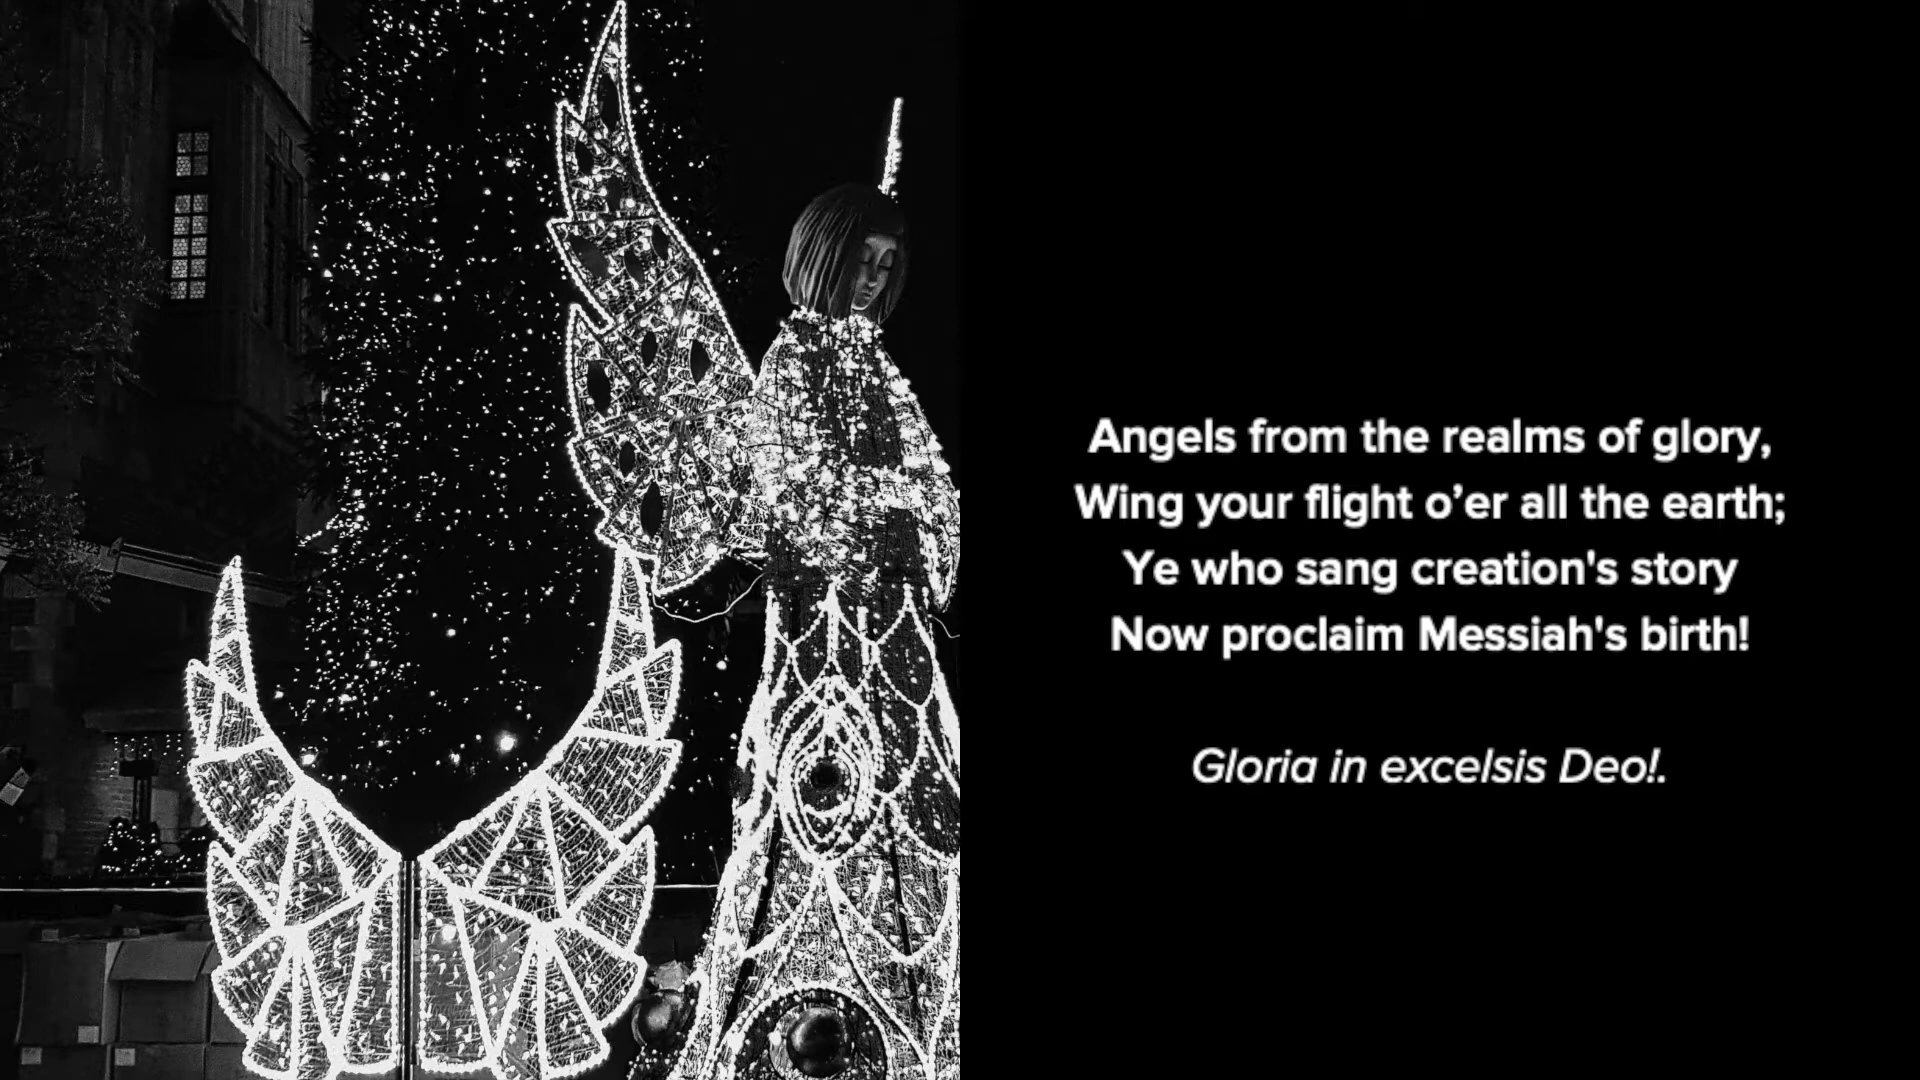 Angels from the realms of glory,
Wing your flight o’er all the earth;
Ye who sang creation's story
Now proclaim Messiah's birth!
Gloria in excelsis Deo!.